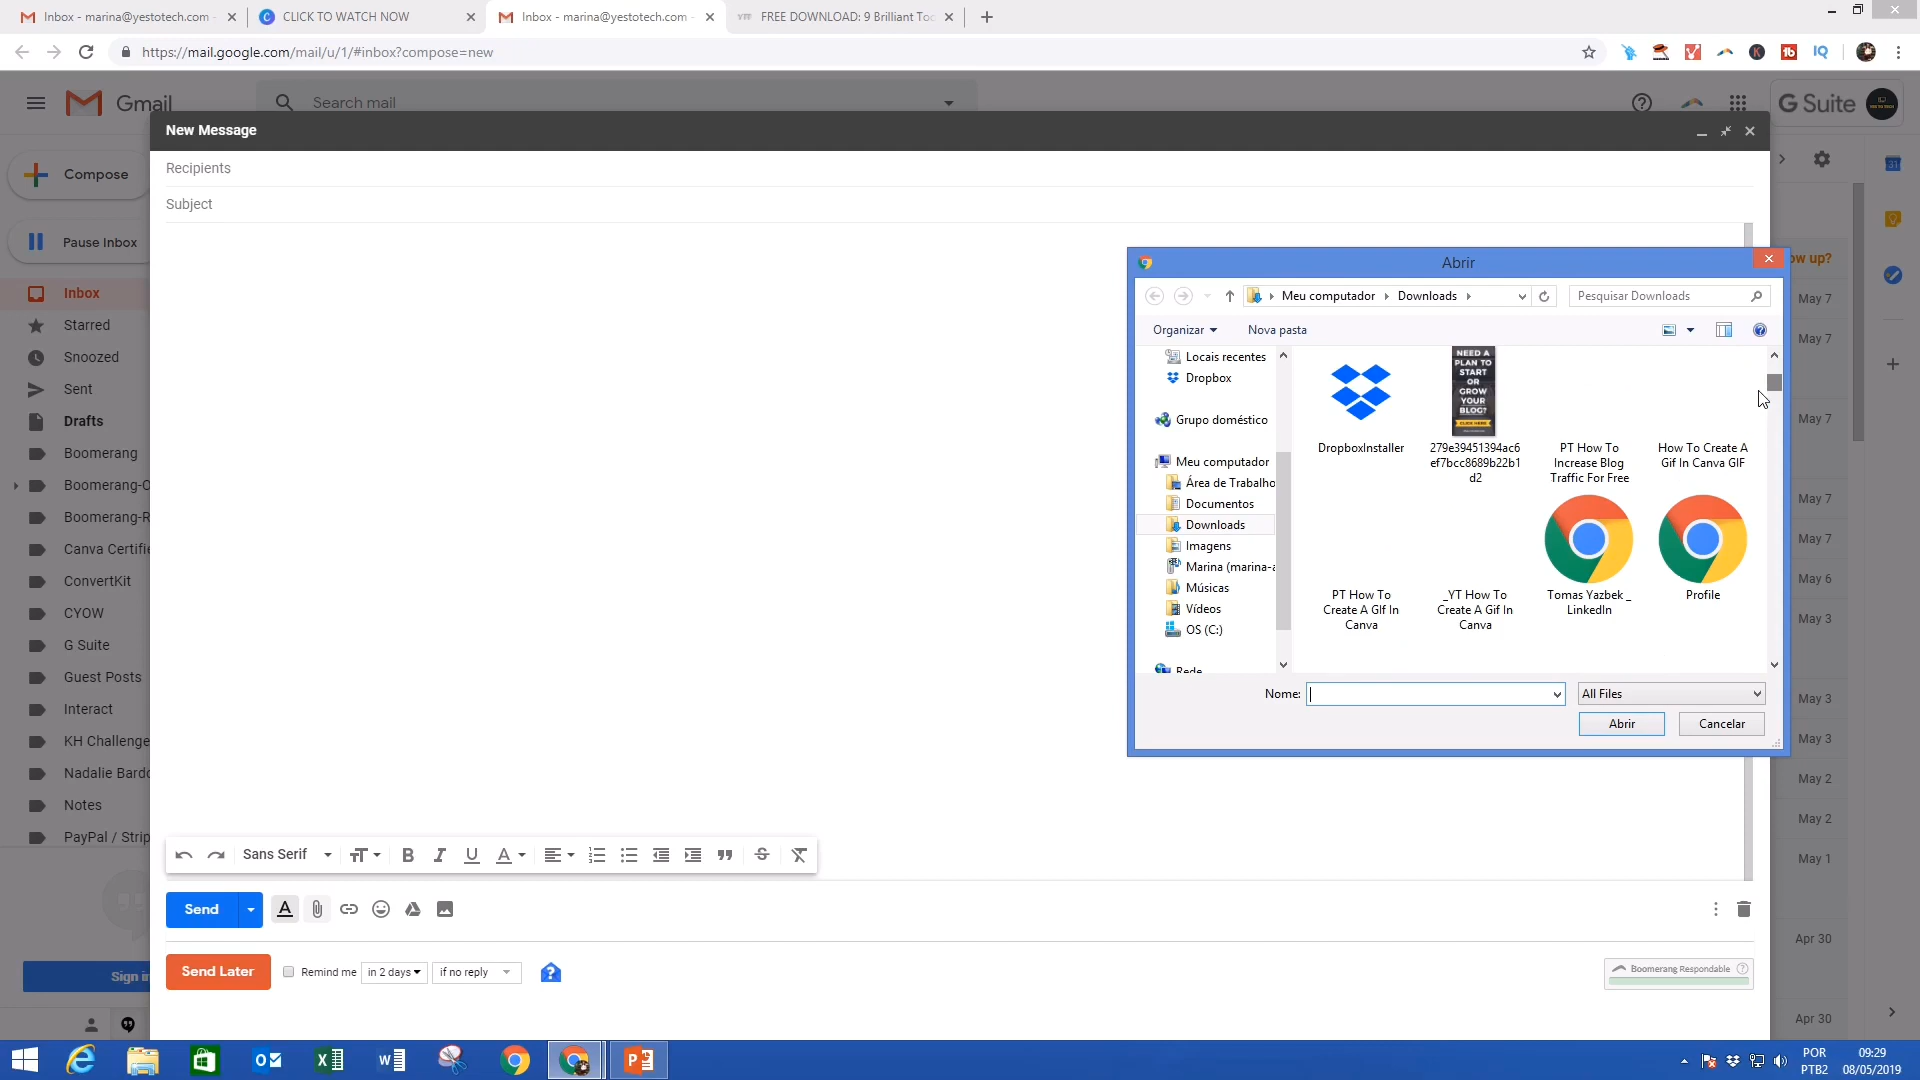 Inbox - marina@yestotech.com -
CLICK TO WATCH NOW
Inbox - marina@yestotech.com -
FREE DOWNLOAD: 9 Brilliant Too
https://mail.google.com/mail/u/1/#inbox?compose=new
Gmail
Search mail
G Suite
New Message
Recipients
Subject
Compose
Pause Inbox
Inbox
Starred
Snoozed
Sent
Drafts
Boomerang
Boomerang-O
Boomerang-R
Canva Certifie
ConvertKit
CYOW
G Suite
Guest Posts
Interact
KH Challenge
Nadalie Bardo
Notes
PayPal / Strip
Sign in
ow up?
May 7
May 7
May 7
May 7
May 7
May 6
May 3
May 3
May 3
May 2
May 2
May 1
Apr 30
Apr 30
Abrir
Meu computador
Downloads
Pesquisar Downloads
Organizar
Nova pasta
Locais recentes
Dropbox
Grupo doméstico
Meu computador
Área de Trabalho
Documentos
Downloads
Imagens
Marina (marina-a
Músicas
Vídeos
OS (C:)
Rede
NEED A
PLAN TO
START
OR
GROW
YOUR
BLOG?
CLICK HERE
DropboxInstaller
279e39451394ac6
ef7bcc8689b22b1
d2
PT How To
Increase Blog
Traffic For Free
How To Create A
Gif In Canva GIF
PT How To
Create A GIf In
Canva
_YT How To
Create A Gif In
Canva
Tomas Yazbek _
LinkedIn
Profile
Nome:
All Files
Abrir
Cancelar
Sans Serif
Send
Send Later
Remind me
in 2 days
if no reply
Boomerang Respondable
POR
PTB2
09:29
08/05/2019